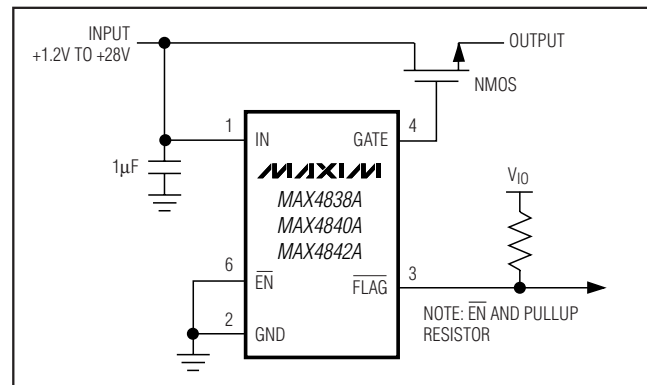 INPUT
+1.2V TO +28V
OUTPUT
NMOS
1
IN
GATE
4
1µF
MAXIM
MAX4838A
MAX4840A
MAX4842A
V_IO
6
EN
FLAG
3
2
GND
NOTE: EN AND PULLUP
RESISTOR